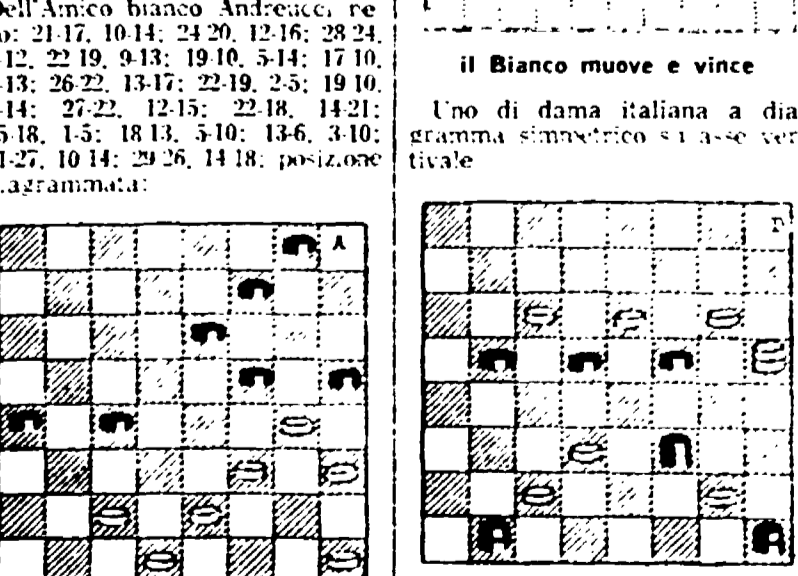 Dell'Amico bianco Andreucci, re
o: 21-17, 10-14; 24 20, 12-16; 28 24,
-12, 22 19, 9-13; 19-10, 5-14; 17 10,
-13; 26-22, 13-17; 22-19, 2-5; 19 10,
-14; 27-22, 12-15; 22-18, 14-21;
5-18, 1-5; 18 13, 5-10; 13-6, 3-10;
1-27, 10 14; 29 26, 14 18; posizione
agrammata:
A
il Bianco muove e vince
Uno di dama italiana a dia
gramma simmetrico su asse ver
tivale